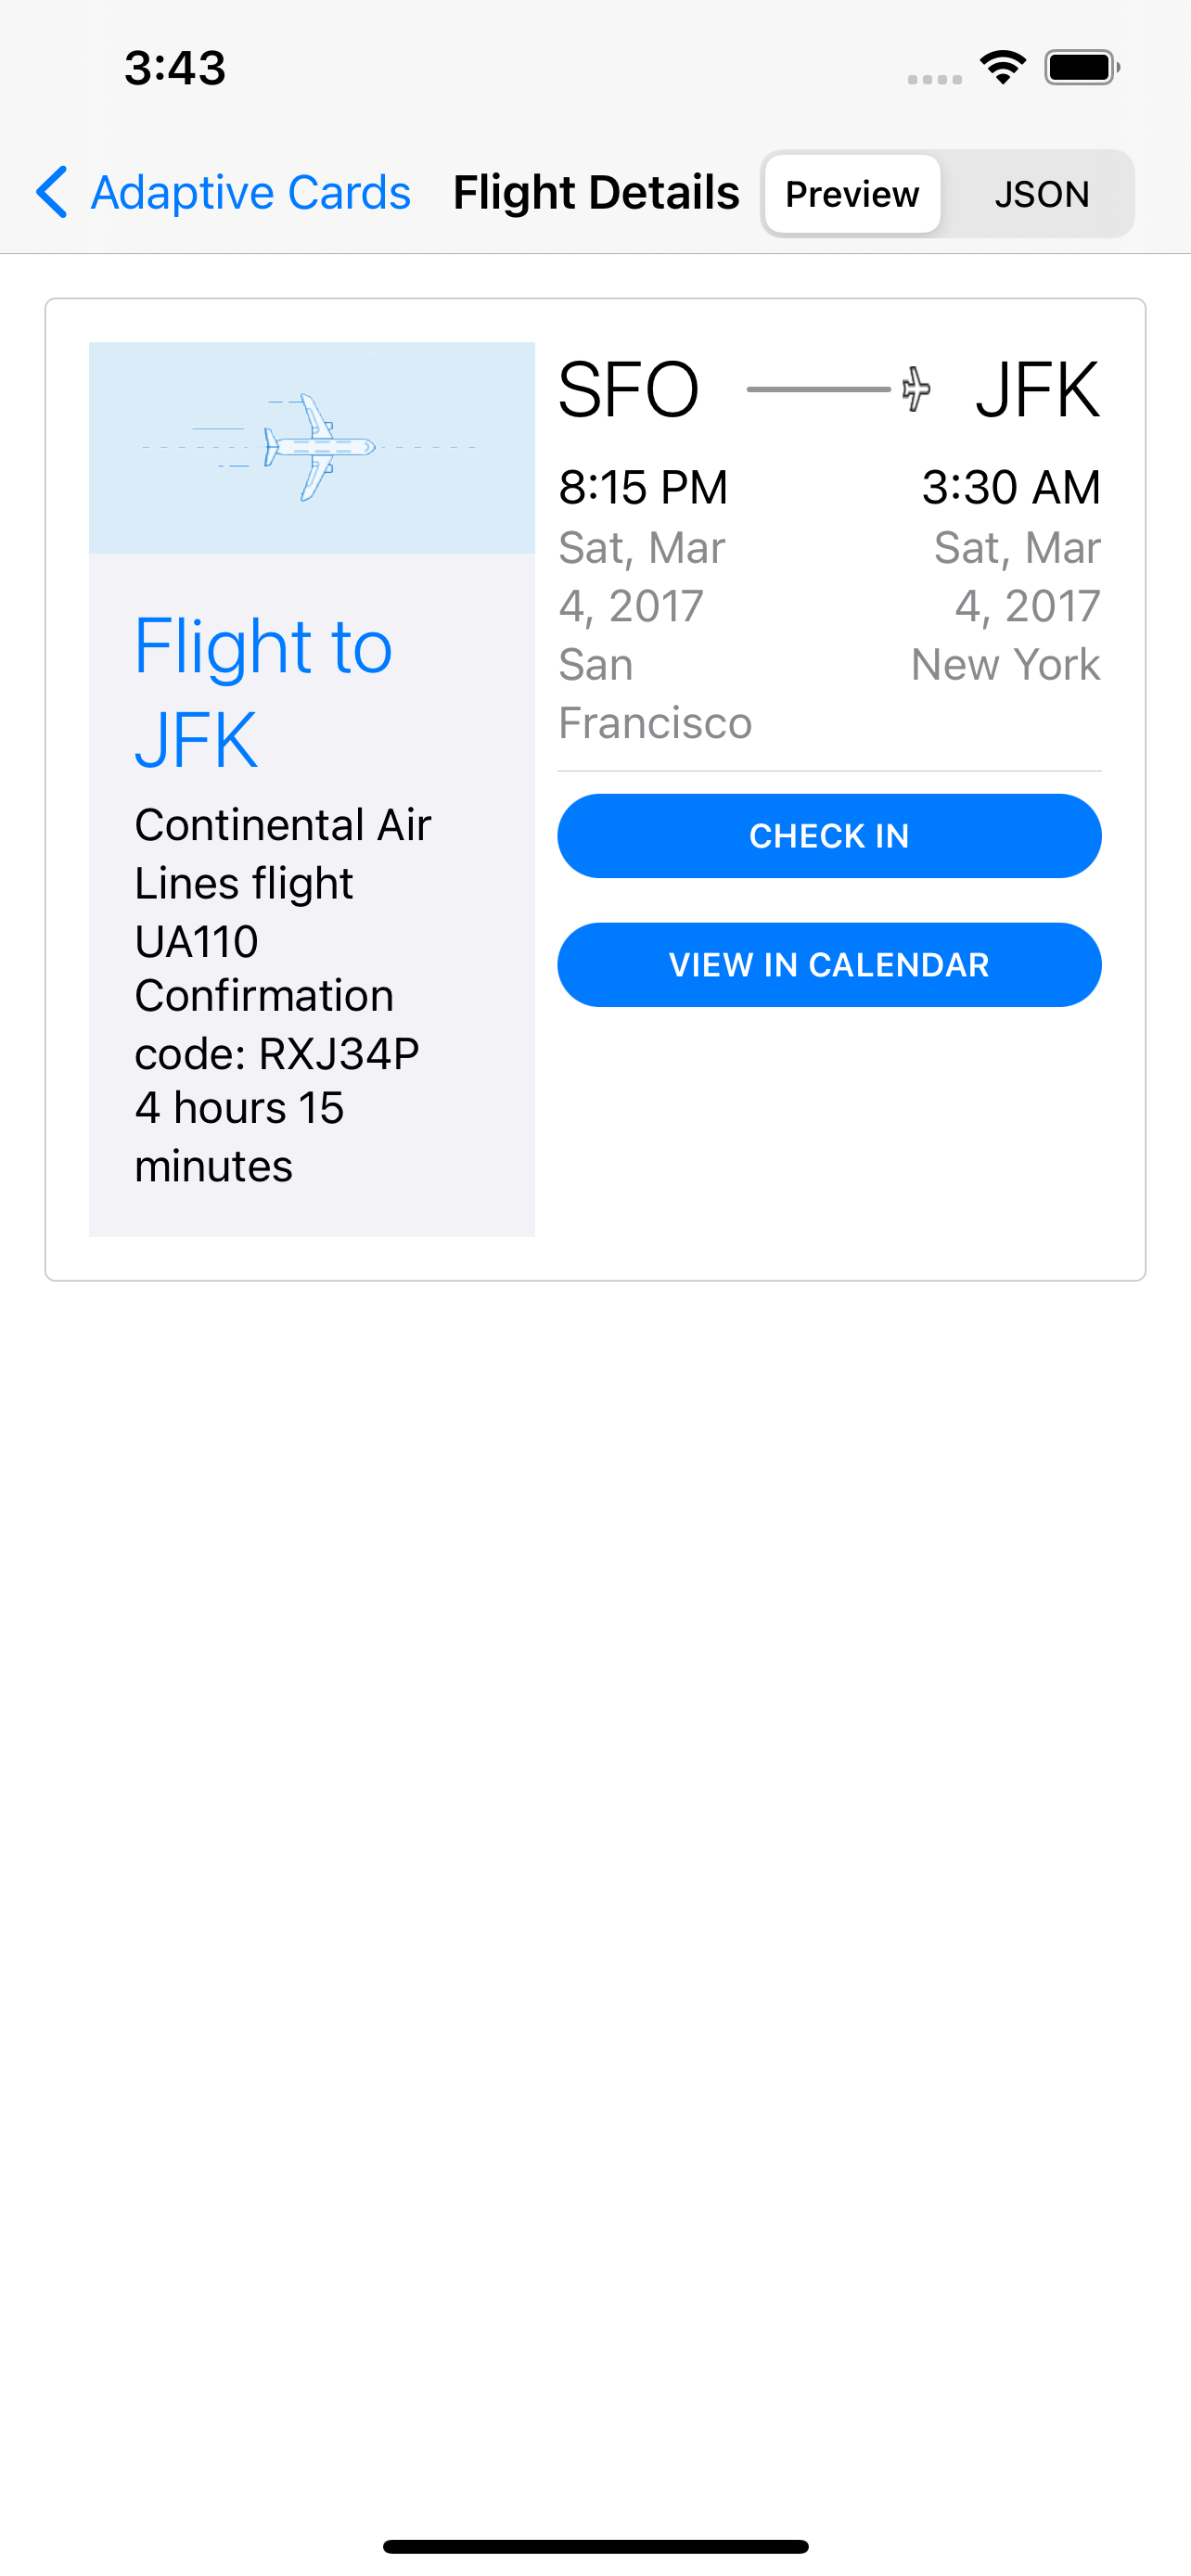 3:43
Adaptive Cards
Flight Details
Preview
JSON
Flight to
JFK
Continental Air
Lines flight
UA110
Confirmation
code: RXJ34P
4 hours 15
minutes
SFO
JFK
8:15 PM
Sat, Mar
4, 2017
San
Francisco
3:30 AM
Sat, Mar
4, 2017
New York
CHECK IN
VIEW IN CALENDAR